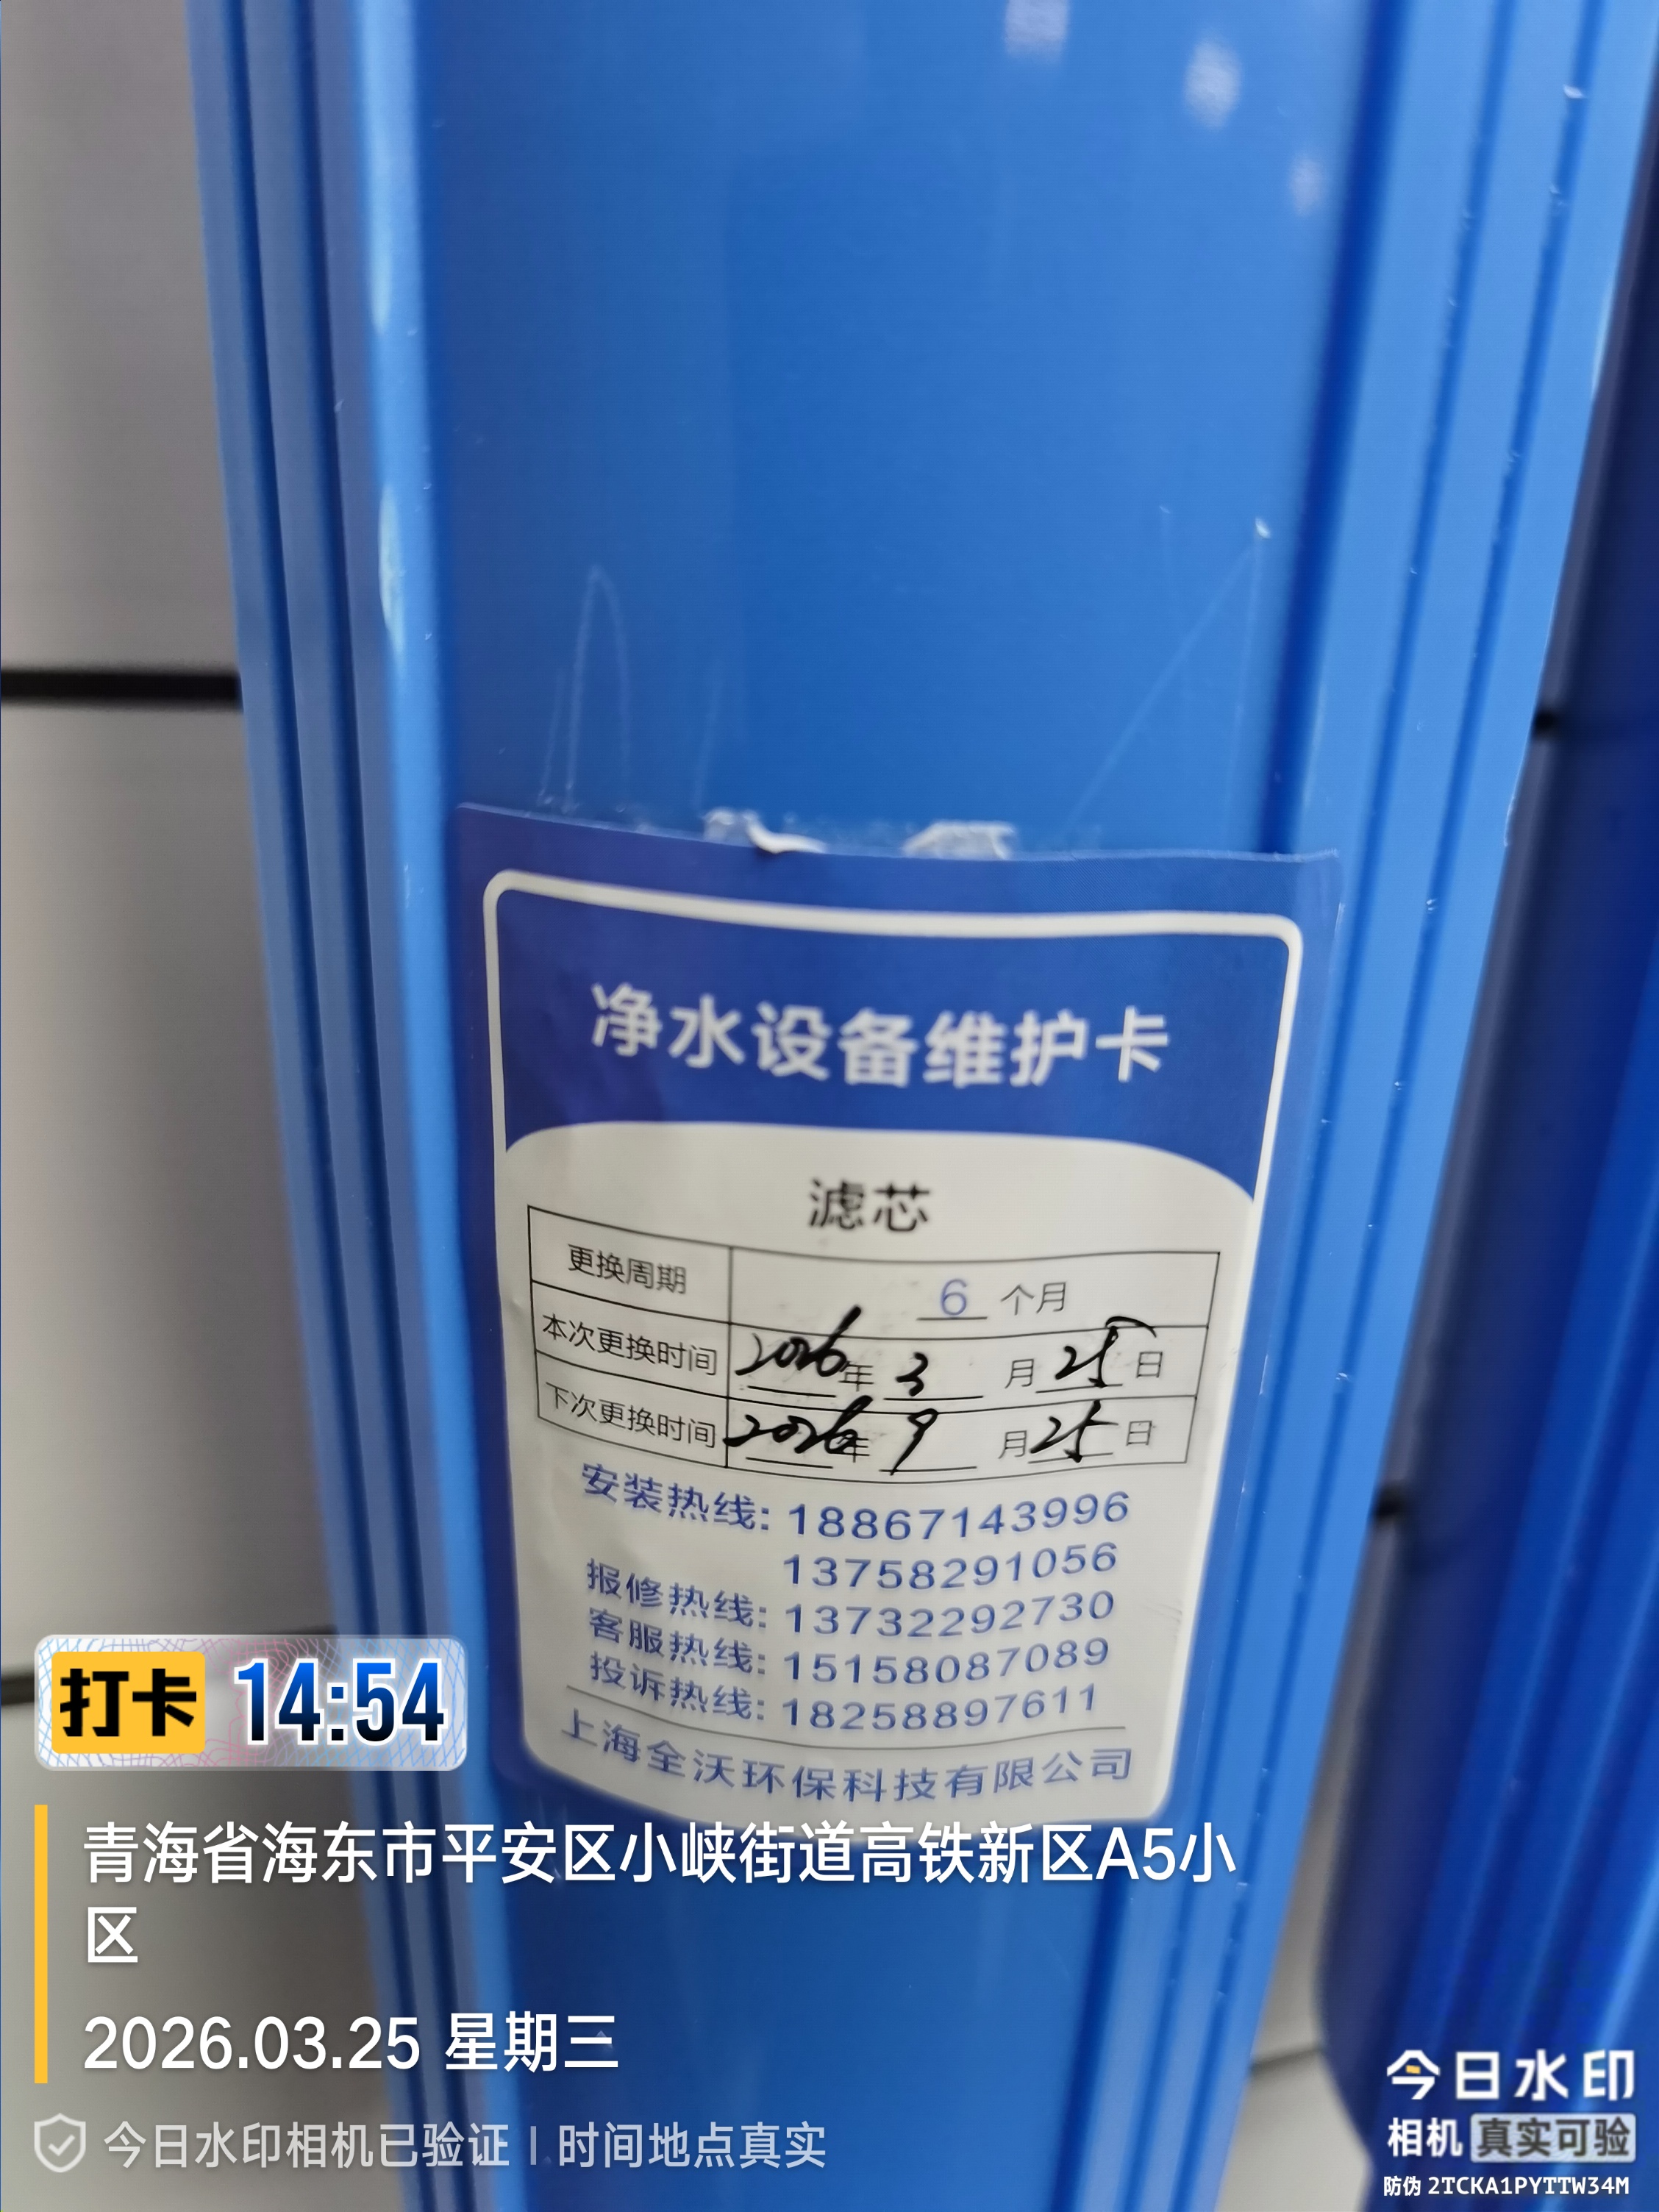 净水设备维护卡
滤芯
更换周期 6 个月
本次更换时间 2026年 3 月 25 日
下次更换时间 2026年 9 月 25 日
安装热线: 18867143996
13758291056
报修热线: 13732292730
客服热线: 15158087089
投诉热线: 18258897611
上海全沃环保科技有限公司
打卡 14:54
青海省海东市平安区小峡街道高铁新区A5小
区
2026.03.25 星期三
今日水印相机已验证 | 时间地点真实
今日水印
相机 真实可验
防伪 2TCKA1PYTTW34M